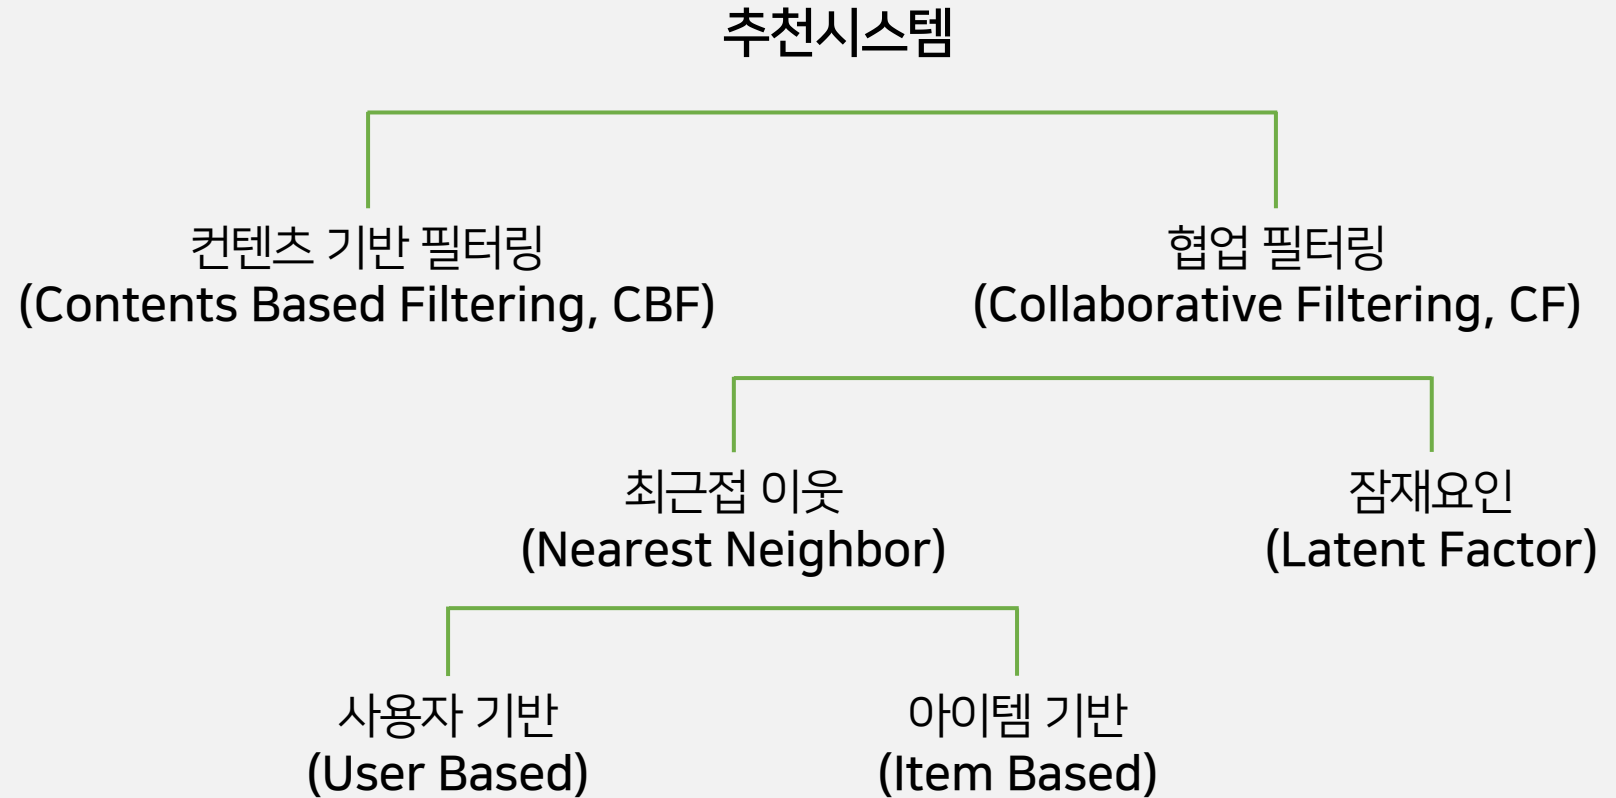 추천시스템
컨텐츠 기반 필터링
(Contents Based Filtering, CBF)
협업 필터링
(Collaborative Filtering, CF)
최근접 이웃
(Nearest Neighbor)
잠재요인
(Latent Factor)
사용자 기반
(User Based)
아이템 기반
(Item Based)